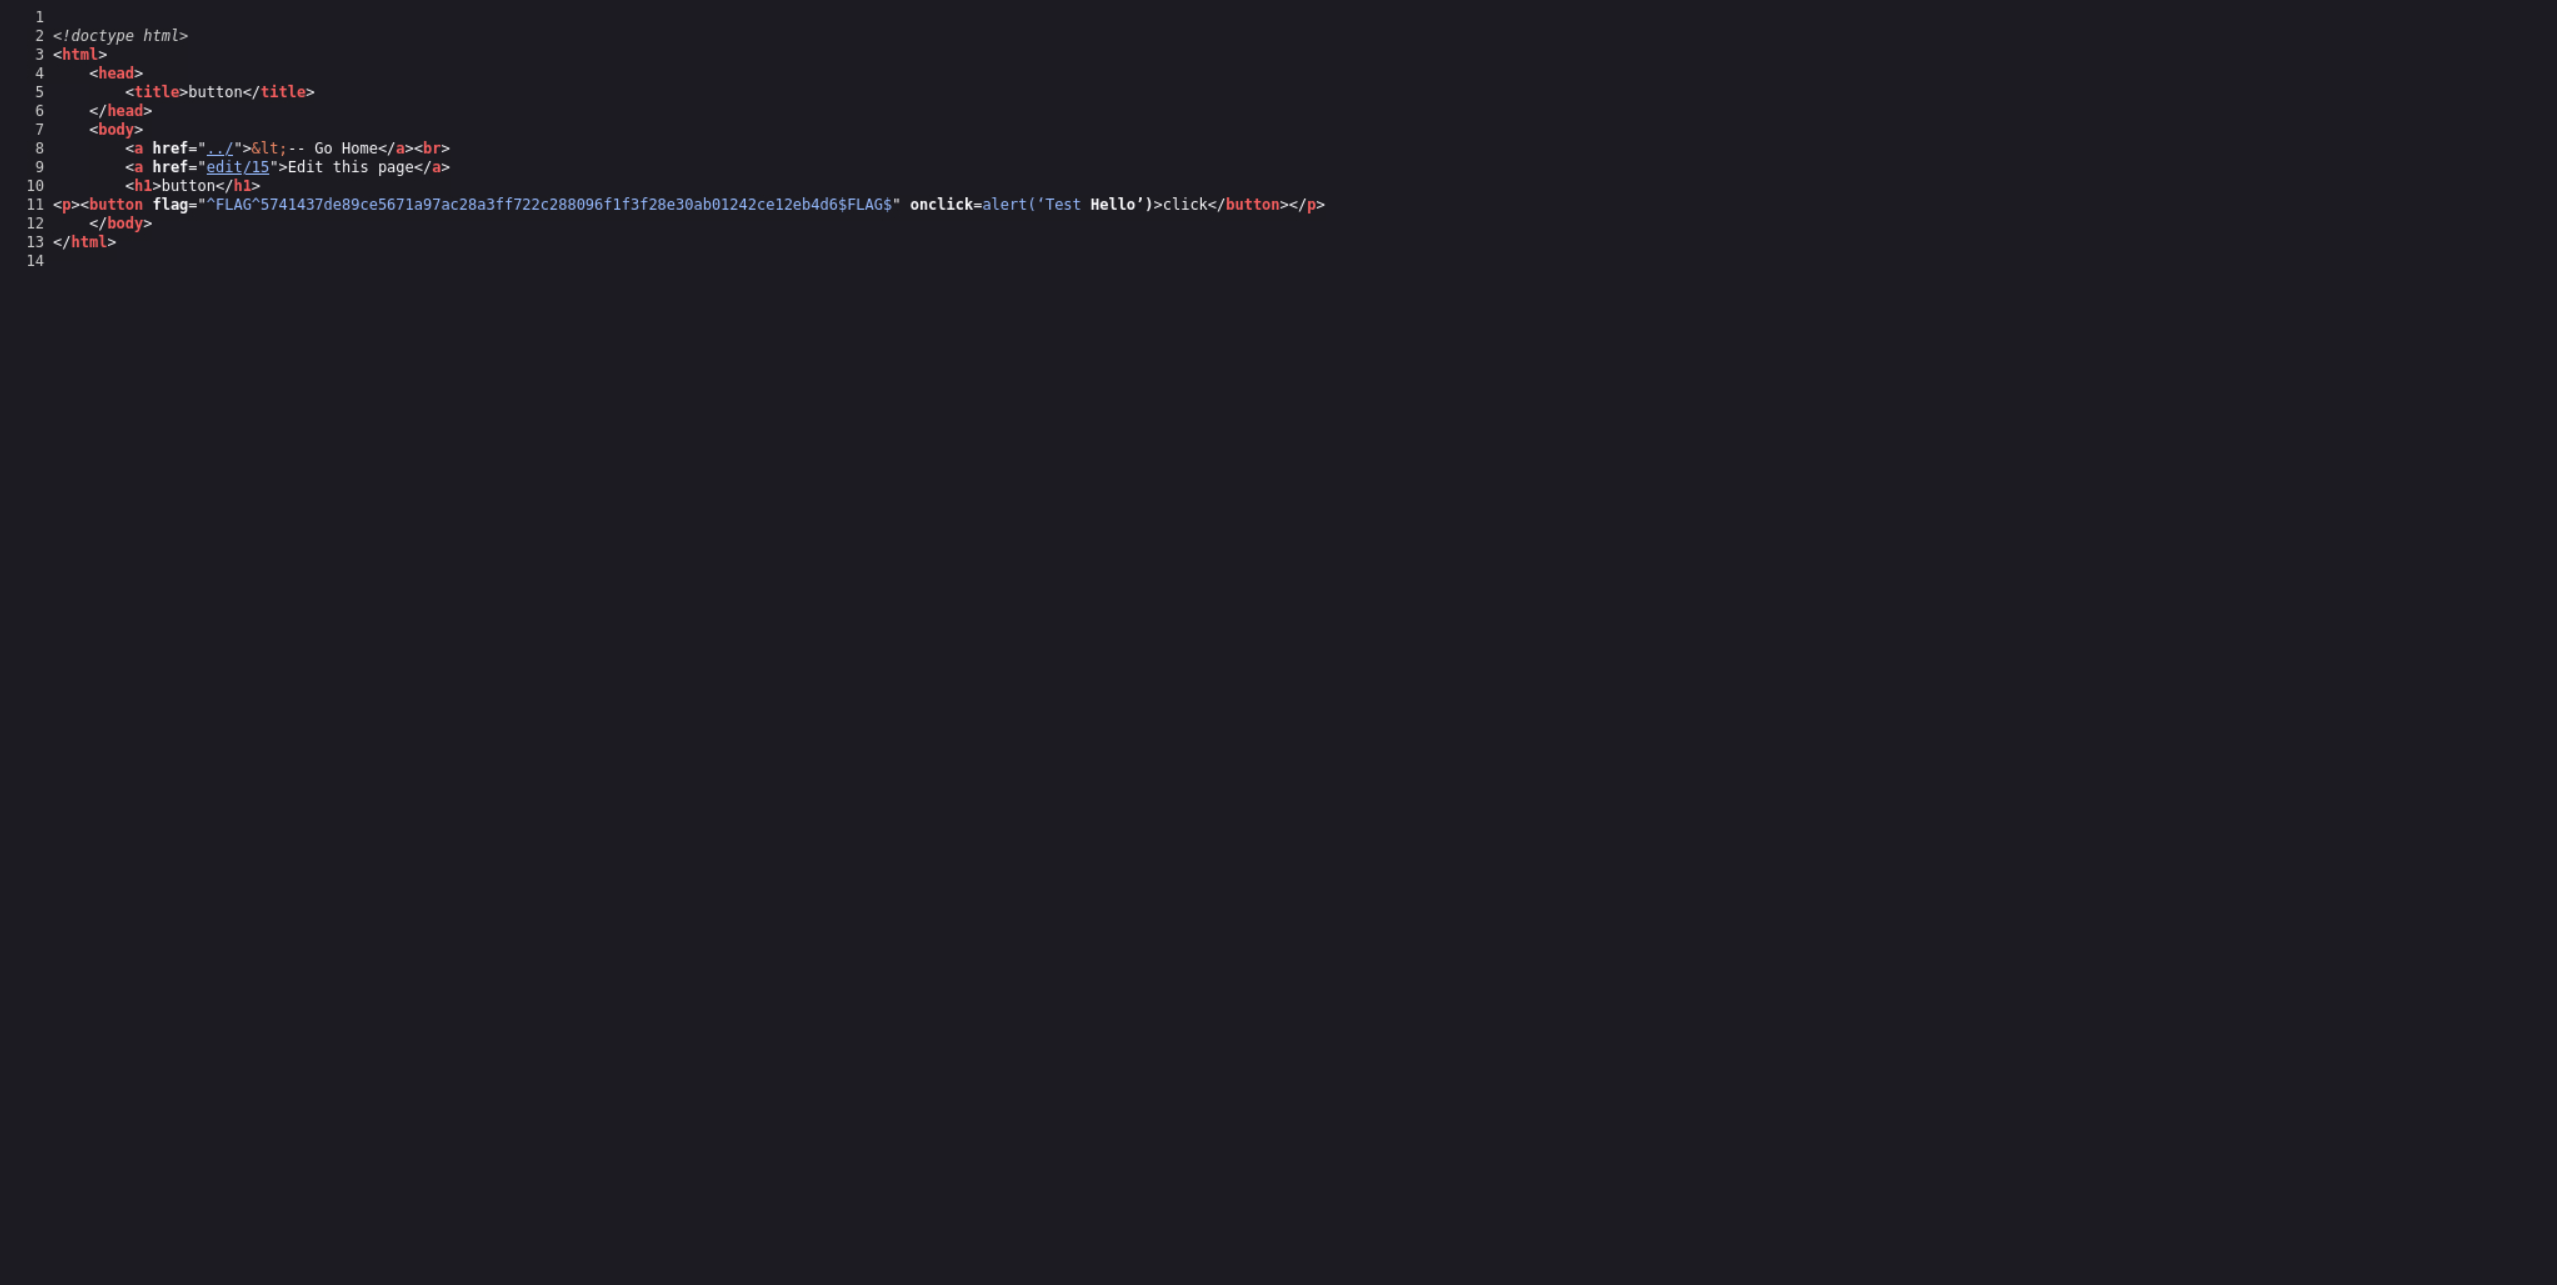 1
2 <!doctype html>
3 <html>
4     <head>
5         <title>button</title>
6     </head>
7     <body>
8         <a href="../">&lt;-- Go Home</a><br>
9         <a href="edit/15">Edit this page</a>
10         <h1>button</h1>
11 <p><button flag="^FLAG^5741437de89ce5671a97ac28a3ff722c288096f1f3f28e30ab01242ce12eb4d6$FLAG$" onclick=alert(‘Test Hello’)>click</button></p>
12     </body>
13 </html>
14